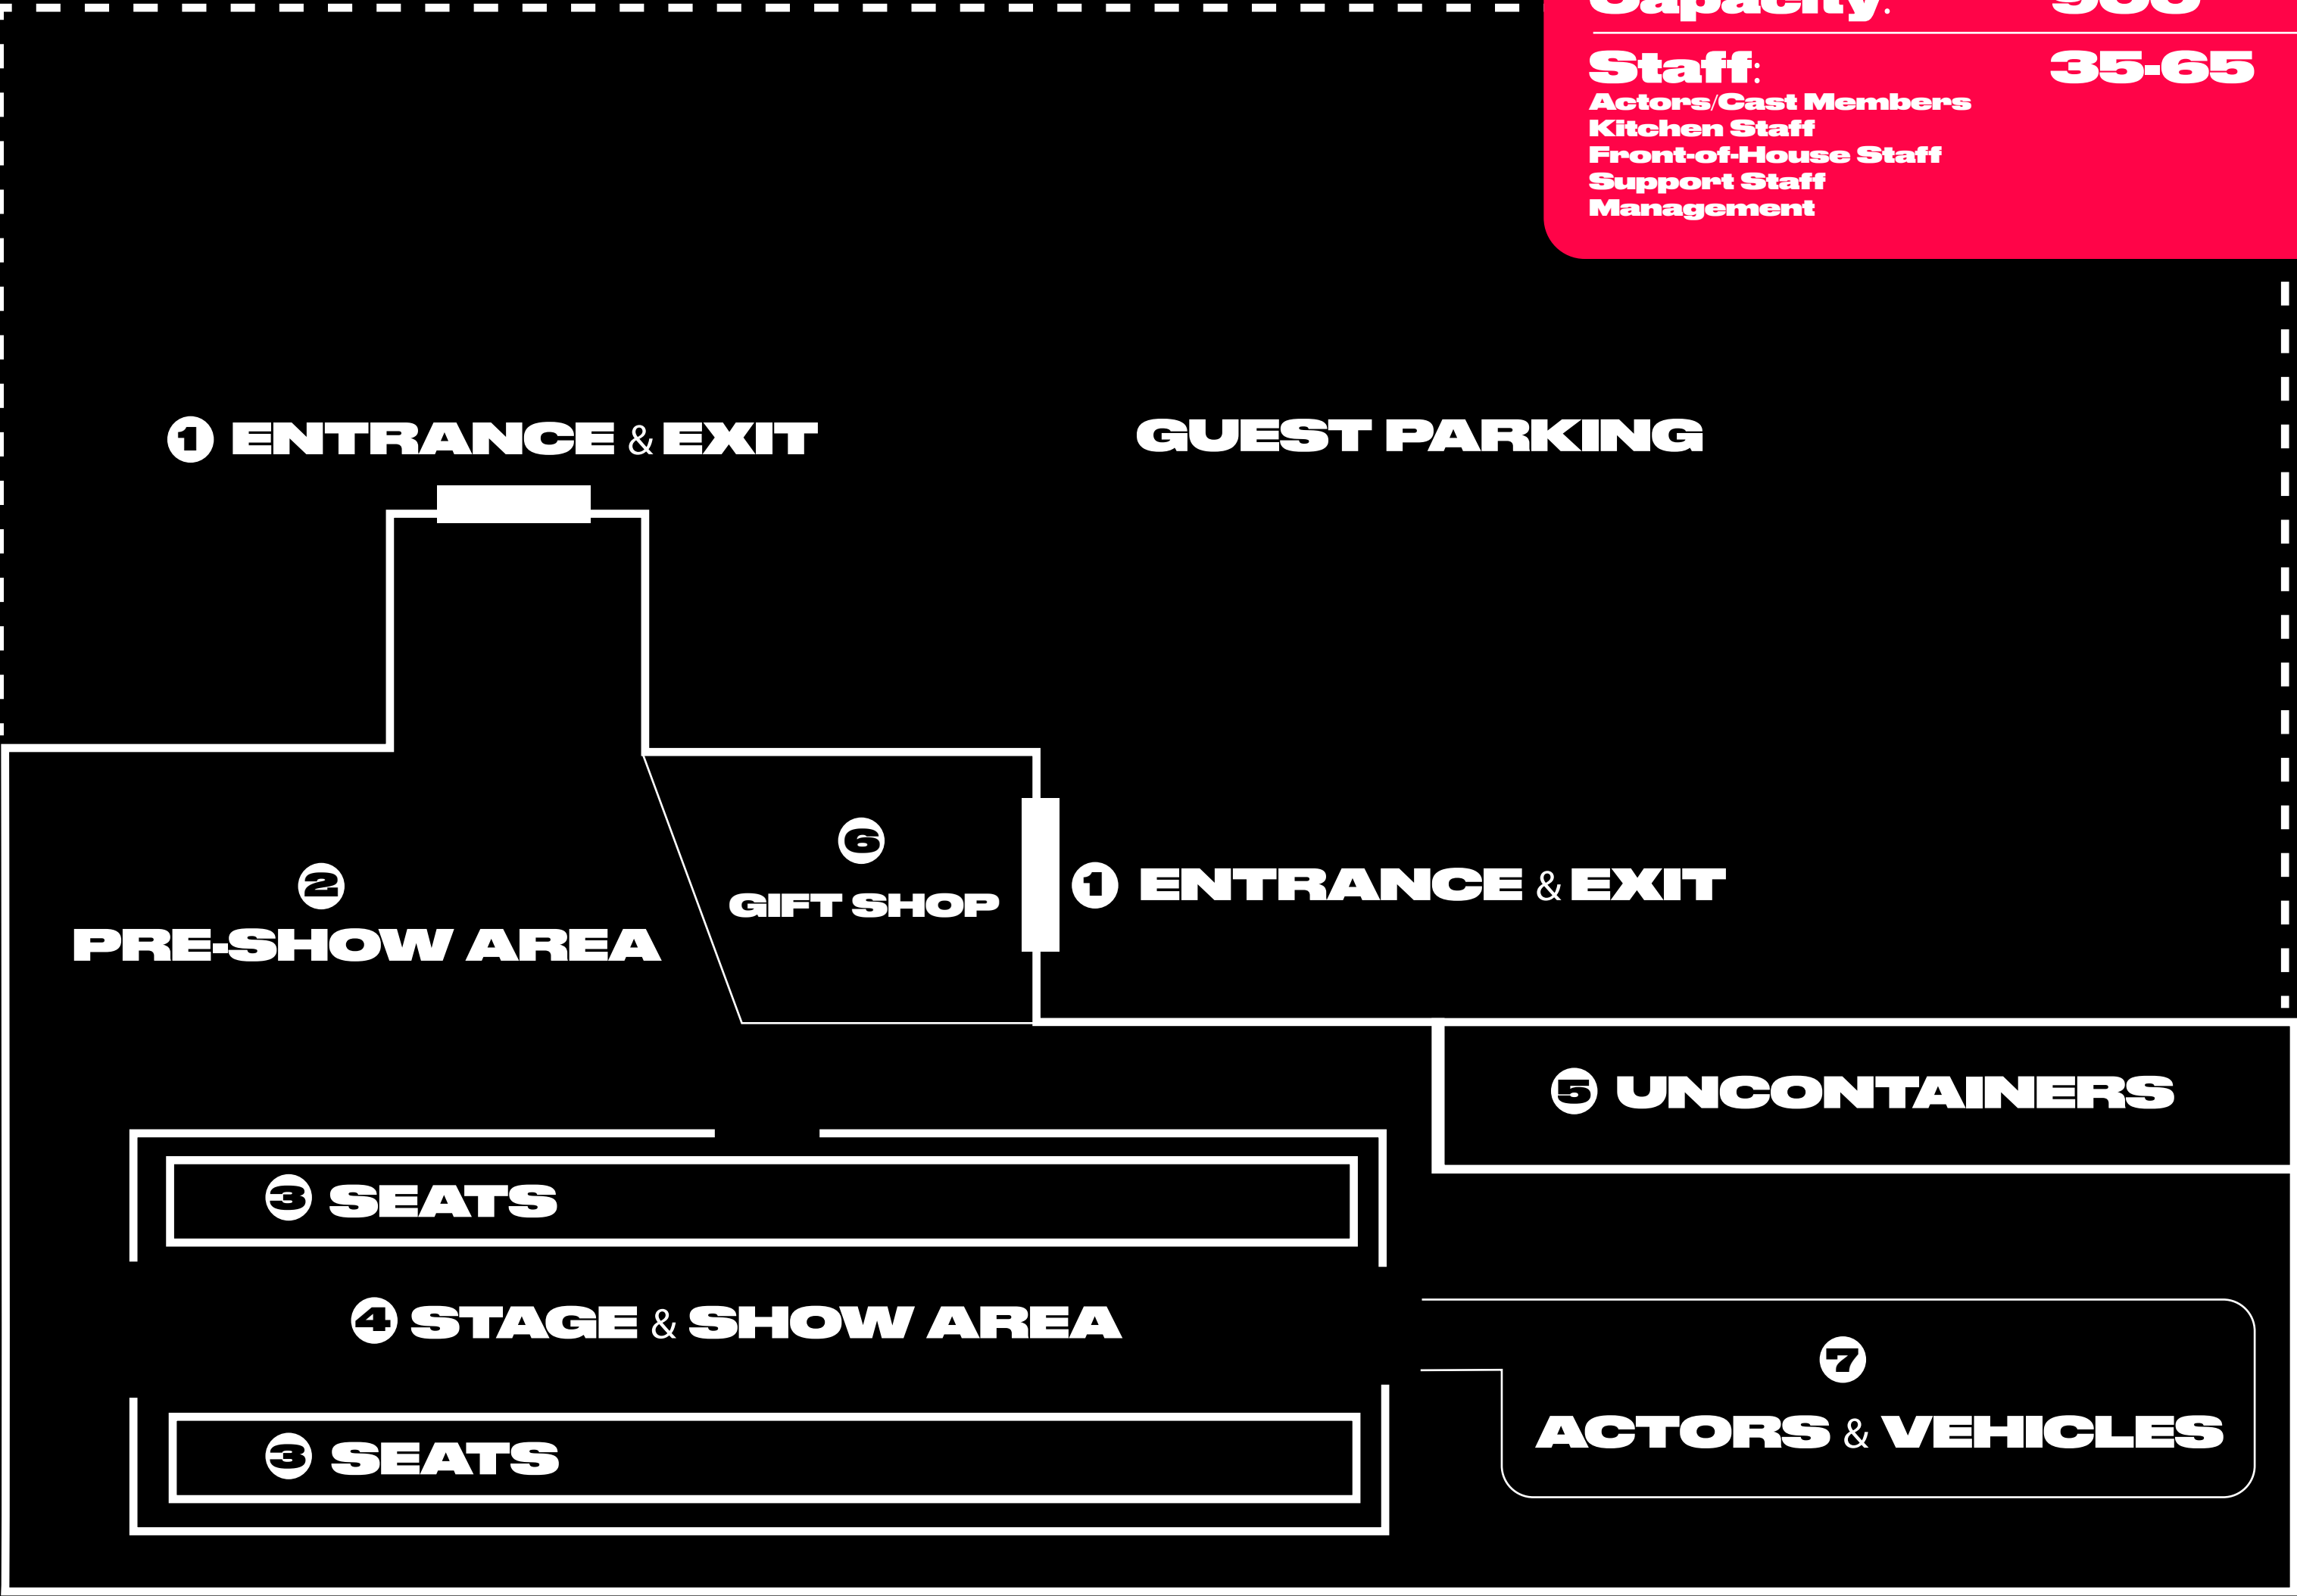 Capacity:
Staff: 35-65
Actors/Cast Members
Kitchen Staff
Front-of-House Staff
Support Staff
Management
1 ENTRANCE & EXIT
GUEST PARKING
6
GIFT SHOP
2
PRE-SHOW AREA
1 ENTRANCE & EXIT
5 UNCONTAINERS
3 SEATS
4 STAGE & SHOW AREA
7
ACTORS & VEHICLES
3 SEATS